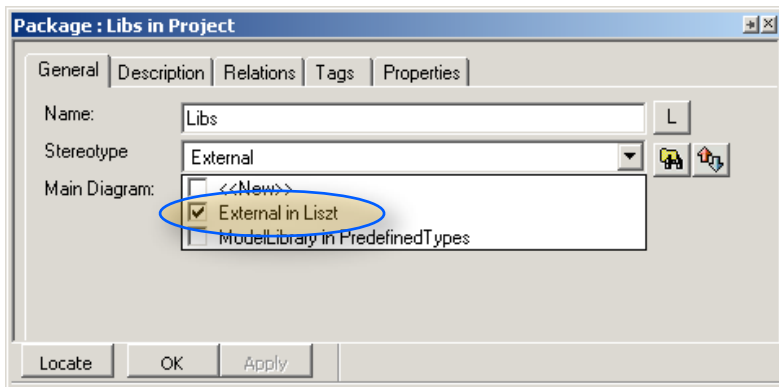 Package : Libs in Project
General Description Relations Tags Properties
Name: Libs L
Stereotype External
Main Diagram: <<New>>
External in Liszt
ModelLibrary in PredefinedTypes
Locate OK Apply